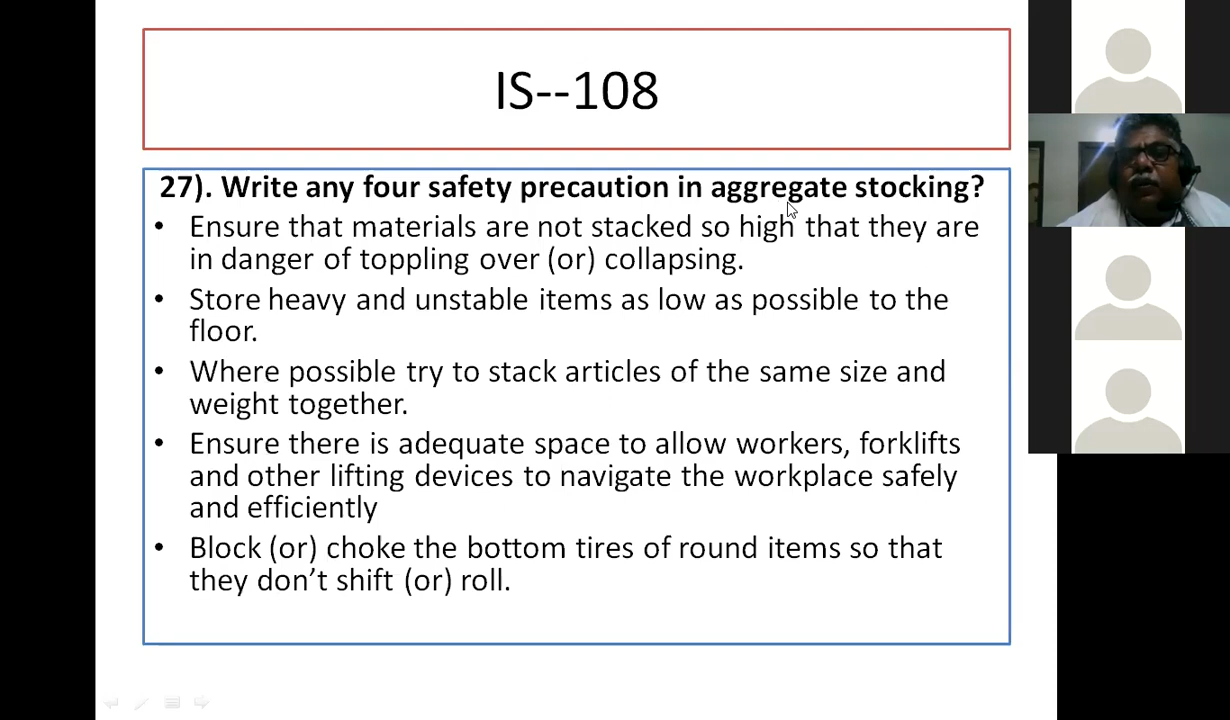 IS--108
27). Write any four safety precaution in aggregate stocking?
• Ensure that materials are not stacked so high that they are
in danger of toppling over (or) collapsing.
• Store heavy and unstable items as low as possible to the
floor.
• Where possible try to stack articles of the same size and
weight together.
• Ensure there is adequate space to allow workers, forklifts
and other lifting devices to navigate the workplace safely
and efficiently
• Block (or) choke the bottom tires of round items so that
they don’t shift (or) roll.